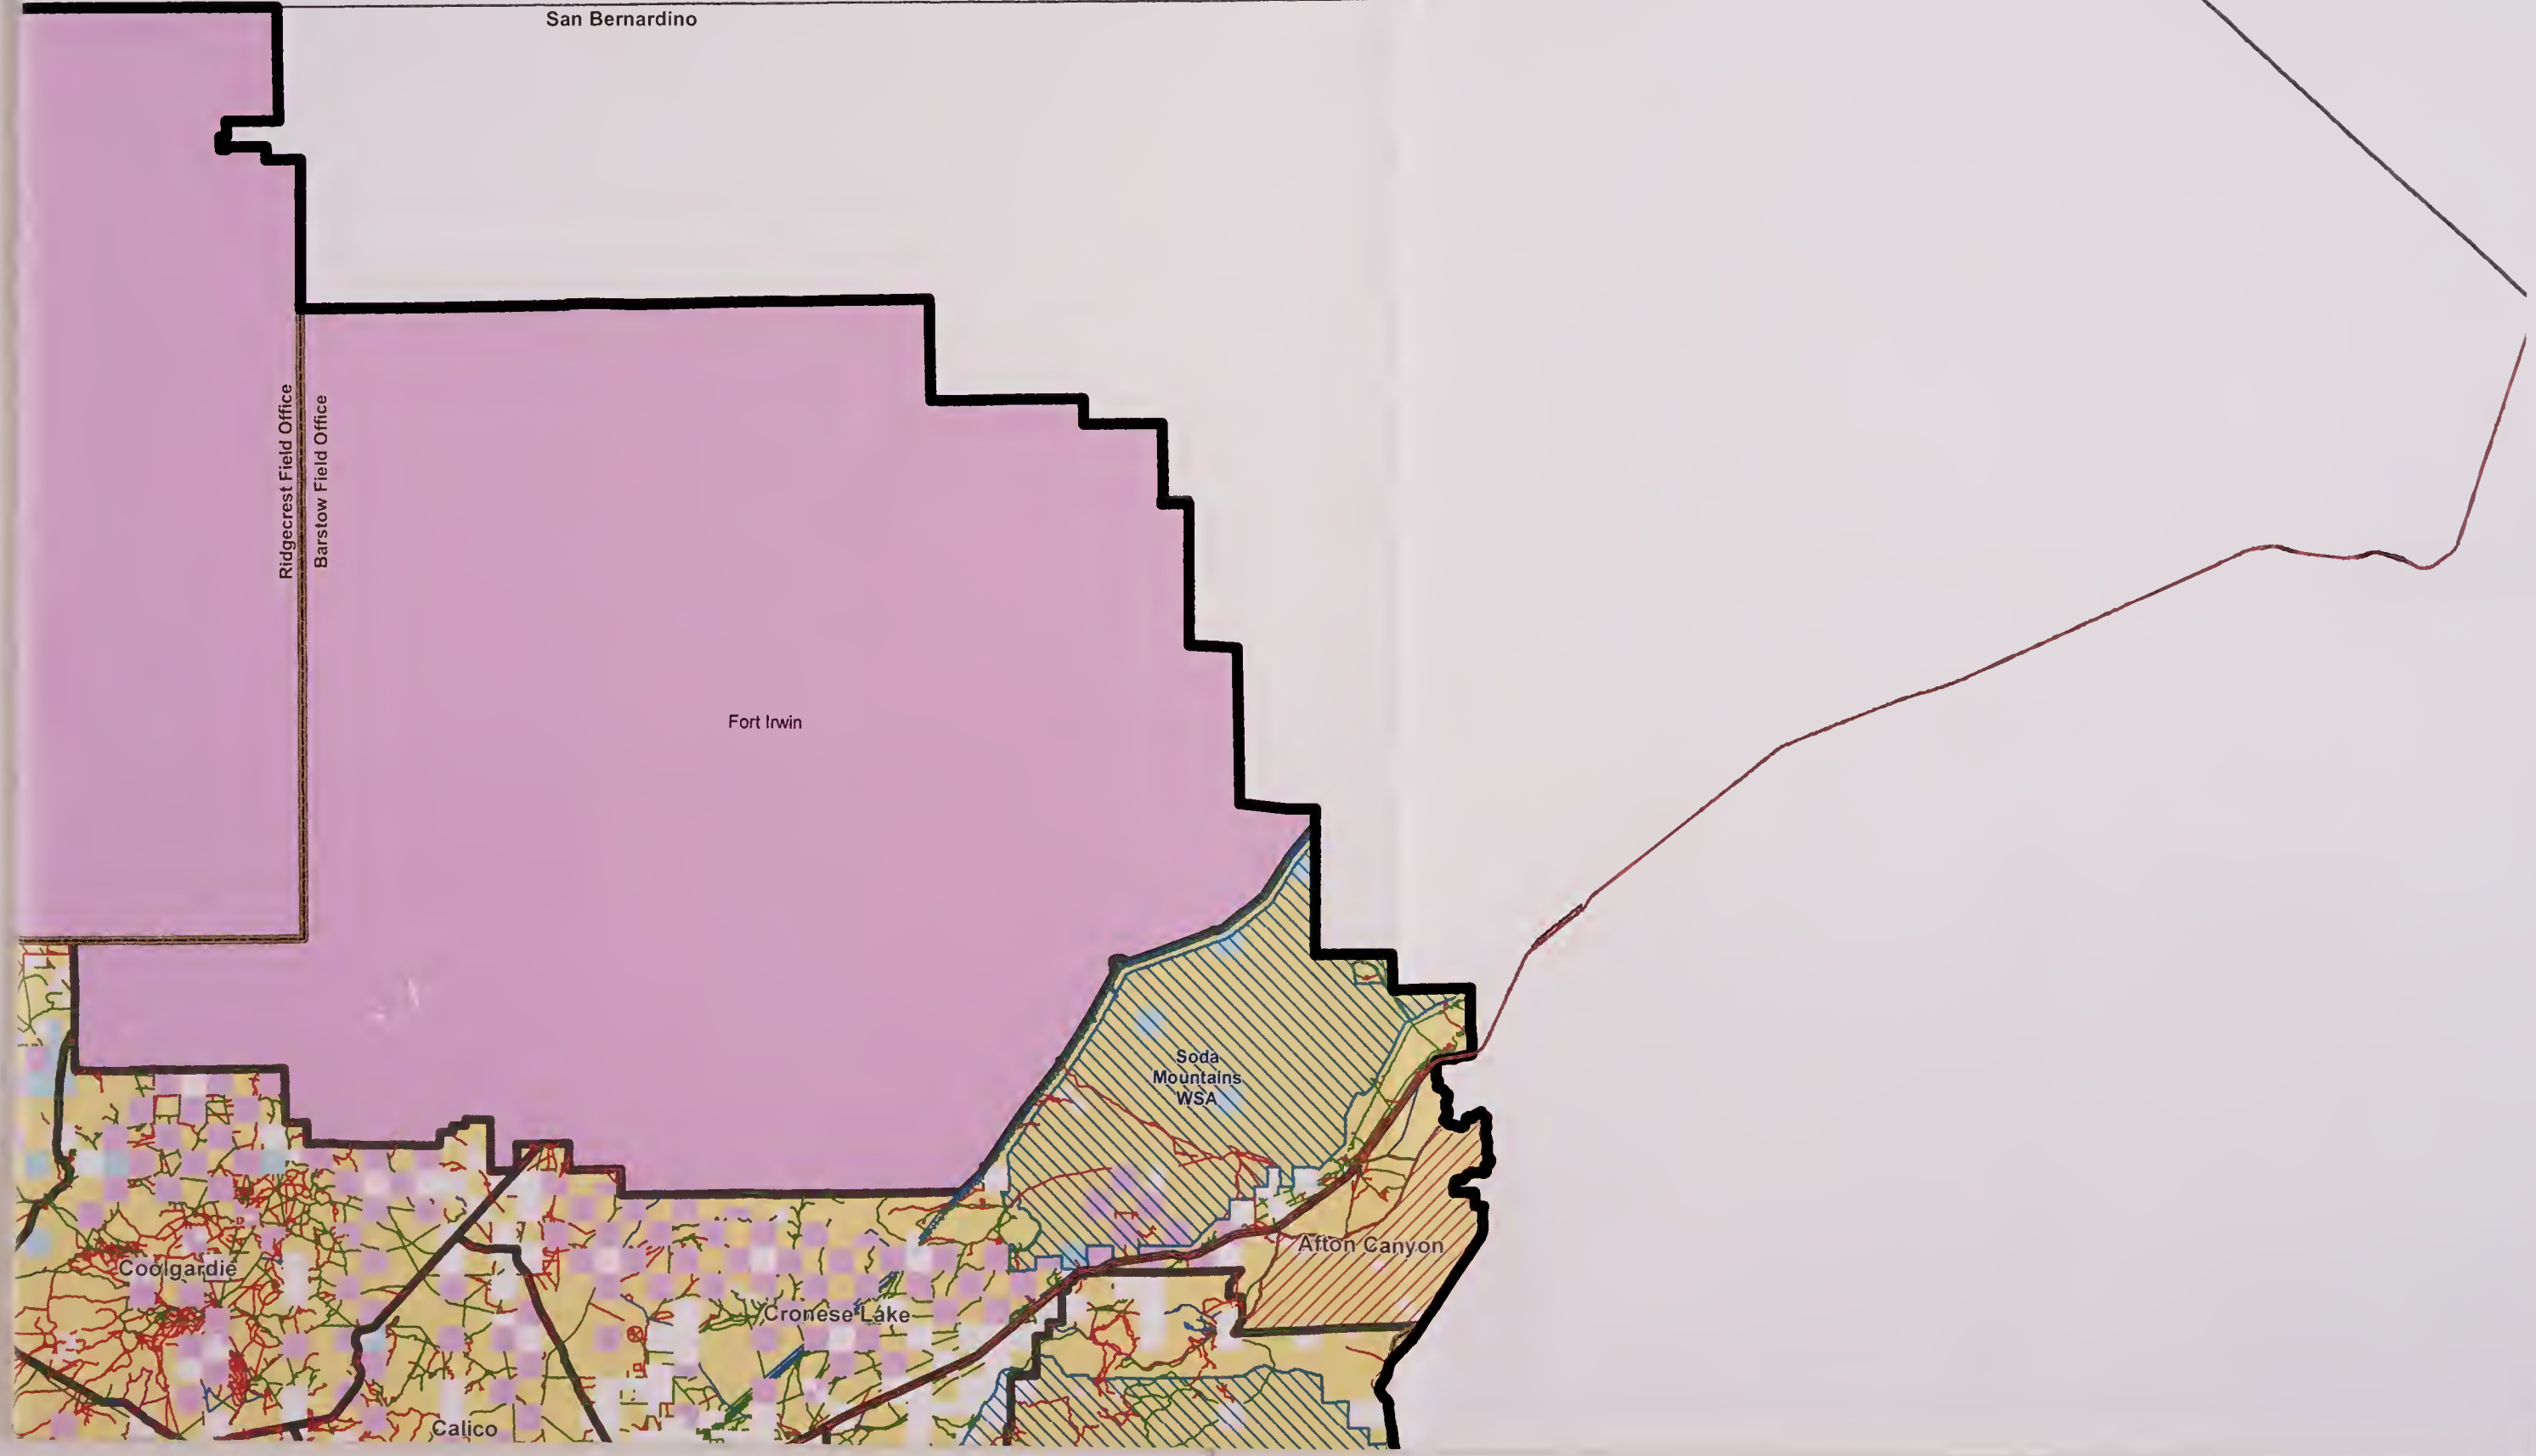 San Bernardino
Ridgecrest Field Office
Barstow Field Office
Fort Irwin
Soda
Mountains
WSA
Afton Canyon
Coolgardie
Cronese Lake
Calico